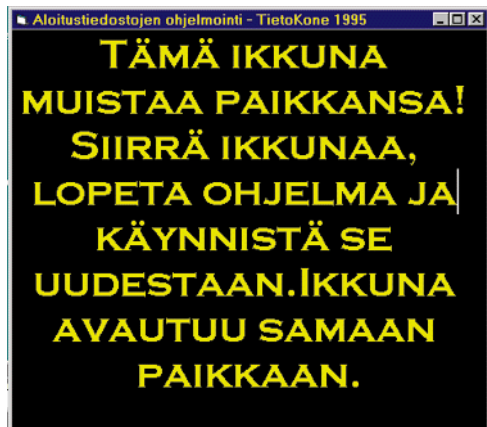 Aloitustiedostojen ohjelmointi - TietoKone 1995
Tämä ikkuna
muistaa paikkansa!
Siirrä ikkunaa,
lopeta ohjelma ja
käynnistä se
uudestaan.Ikkuna
avautuu samaan
paikkaan.